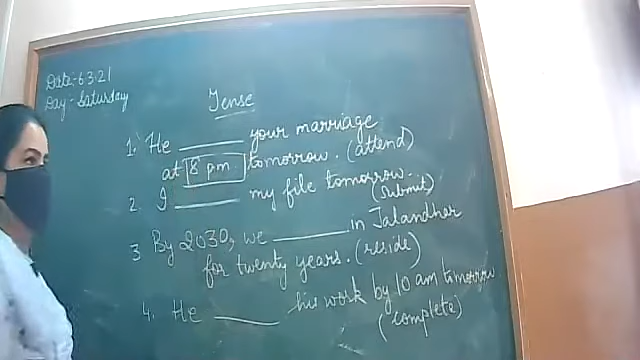 Date:-6.3.21
Day:- Saturday
Tense
1. He ______ your marriage
at 8 pm tomorrow. (attend)
2. I ______ my file tomorrow.
(submit)
3 By 2030, we ______ in Jalandhar
for twenty years. (reside)
4. He ______ his work by 10 am tomorrow
(complete)